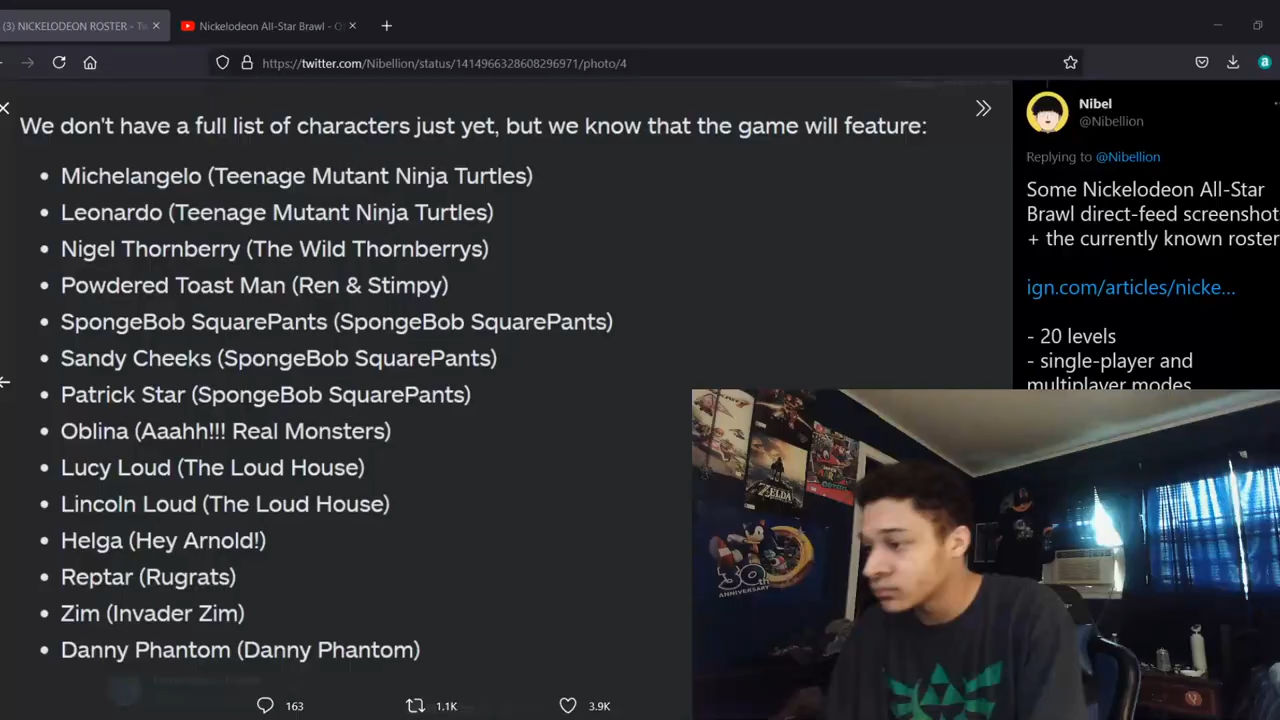 (3) NICKELODEON ROSTER - Tw
Nickelodeon All-Star Brawl - O
https://twitter.com/Nibellion/status/1414966328608296971/photo/4
We don't have a full list of characters just yet, but we know that the game will feature:
• Michelangelo (Teenage Mutant Ninja Turtles)
• Leonardo (Teenage Mutant Ninja Turtles)
• Nigel Thornberry (The Wild Thornberrys)
• Powdered Toast Man (Ren & Stimpy)
• SpongeBob SquarePants (SpongeBob SquarePants)
• Sandy Cheeks (SpongeBob SquarePants)
• Patrick Star (SpongeBob SquarePants)
• Oblina (Aaahh!!! Real Monsters)
• Lucy Loud (The Loud House)
• Lincoln Loud (The Loud House)
• Helga (Hey Arnold!)
• Reptar (Rugrats)
• Zim (Invader Zim)
• Danny Phantom (Danny Phantom)
163 1.1K 3.9K
Nibel
@Nibellion
Replying to @Nibellion
Some Nickelodeon All-Star
Brawl direct-feed screenshot
+ the currently known roster
ign.com/articles/nicke...
- 20 levels
- single-player and
multiplayer modes
ZELDA
30th
ANNIVERSARY